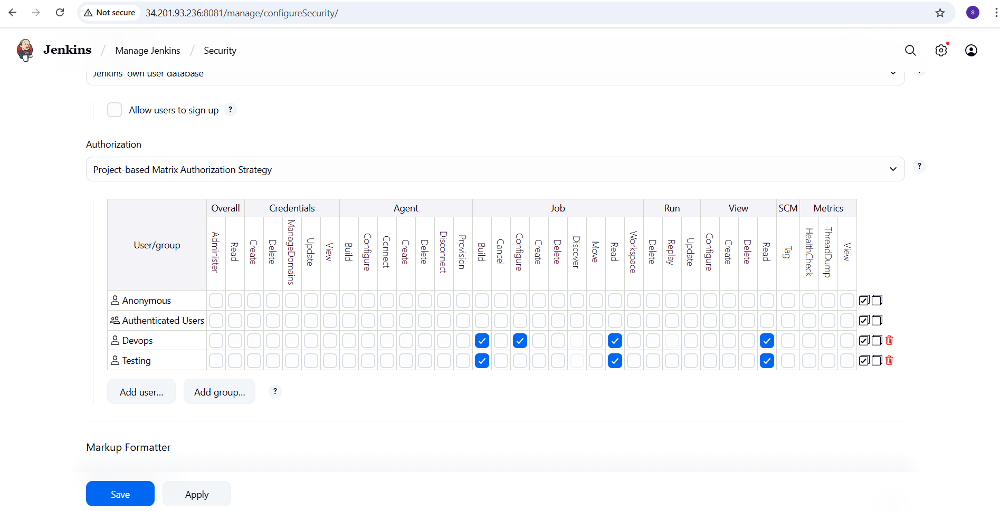 Not secure 34.201.93.236:8081/manage/configureSecurity/ S
Jenkins / Manage Jenkins / Security
Jenkins' own user database
Allow users to sign up ?
Authorization
Project-based Matrix Authorization Strategy ?
User/group Overall Credentials Agent Job Run View SCM Metrics
Administer Read Create Delete ManageDomains Update View Build Configure Connect Create Delete Disconnect Provision Build Cancel Configure Create Delete Discover Move Read Workspace Delete Replay Update Configure Create Delete Read Tag HealthCheck ThreadDump View
Anonymous
Authenticated Users
Devops
Testing
Add user... Add group... ?
Markup Formatter
Save Apply